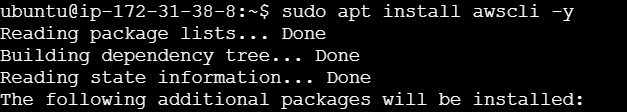 ubuntu@ip-172-31-38-8:~$ sudo apt install awscli -y
Reading package lists... Done
Building dependency tree... Done
Reading state information... Done
The following additional packages will be installed: